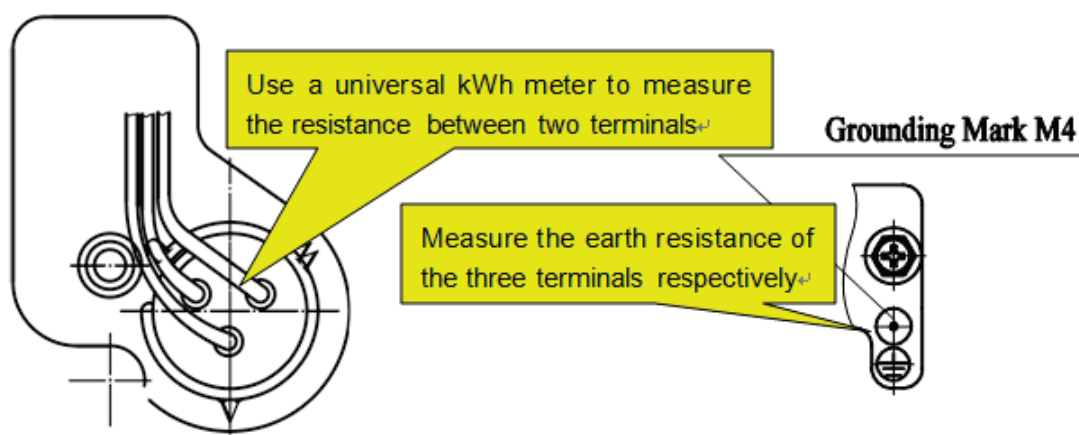 Use a universal kWh meter to measure
the resistance between two terminals↵
Grounding Mark M4
Measure the earth resistance of
the three terminals respectively↵